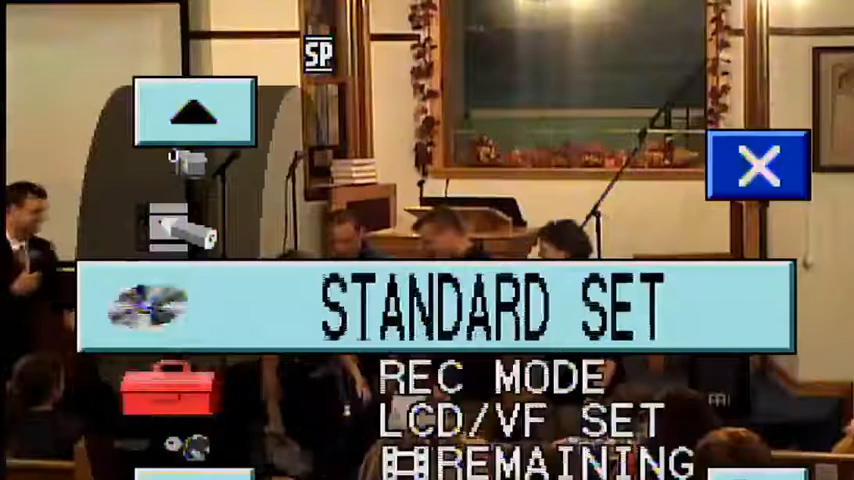 SP
STANDARD SET
REC MODE
LCD/VF SET
REMAINING